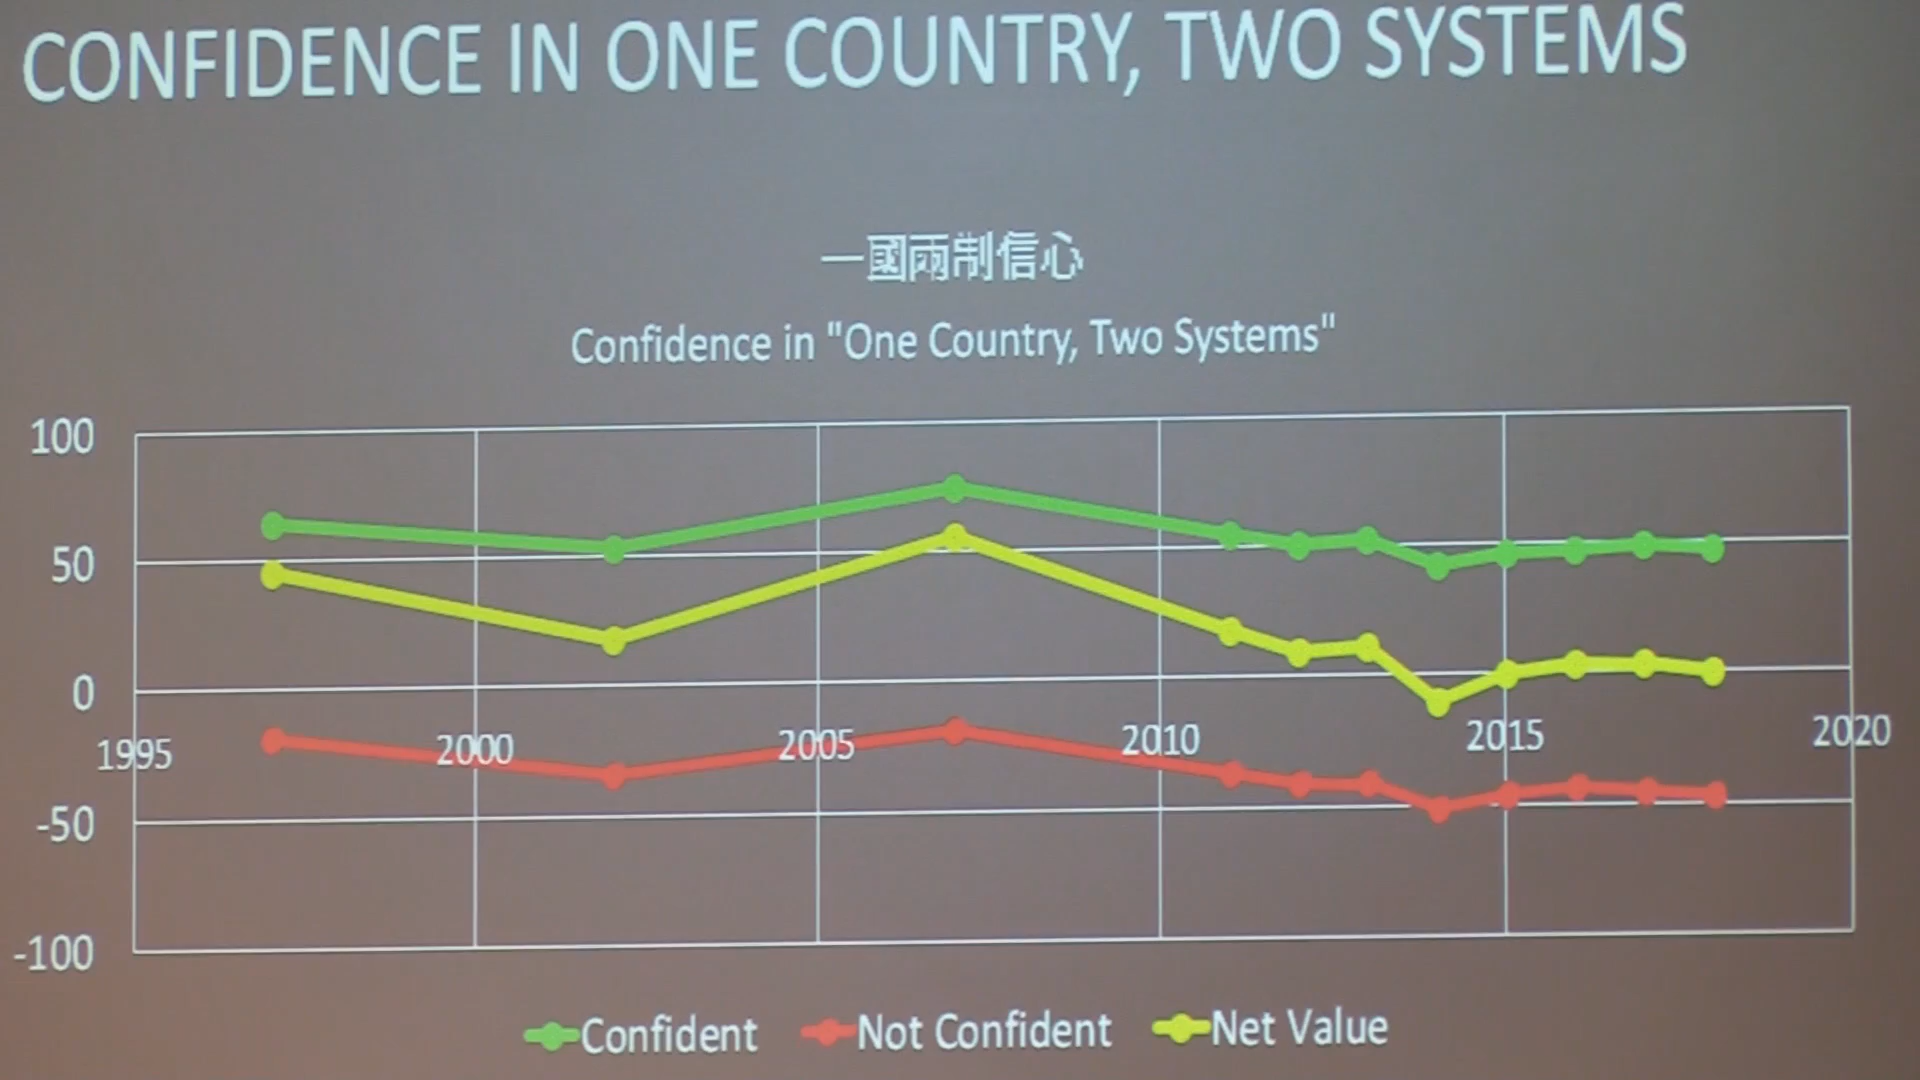 CONFIDENCE IN ONE COUNTRY, TWO SYSTEMS
一國兩制信心
Confidence in "One Country, Two Systems"
100
50
0
-50
-100
1995 2000 2005 2010 2015 2020
Confident Not Confident Net Value